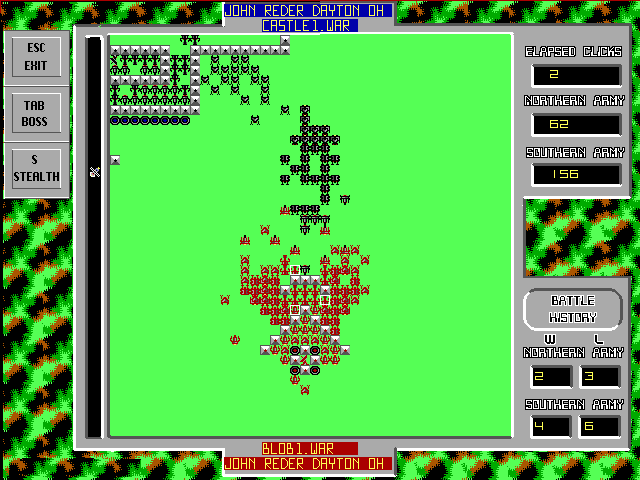 JOHN REDER DAYTON OH
CASTLE1.WAR
ESC
EXIT
TAB
BOSS
S
STEALTH
ELAPSED CLICKS
2
NORTHERN ARMY
62
SOUTHERN ARMY
156
BATTLE
HISTORY
W L
NORTHERN ARMY
2 3
SOUTHERN ARMY
4 6
BLOB1.WAR
JOHN REDER DAYTON OH